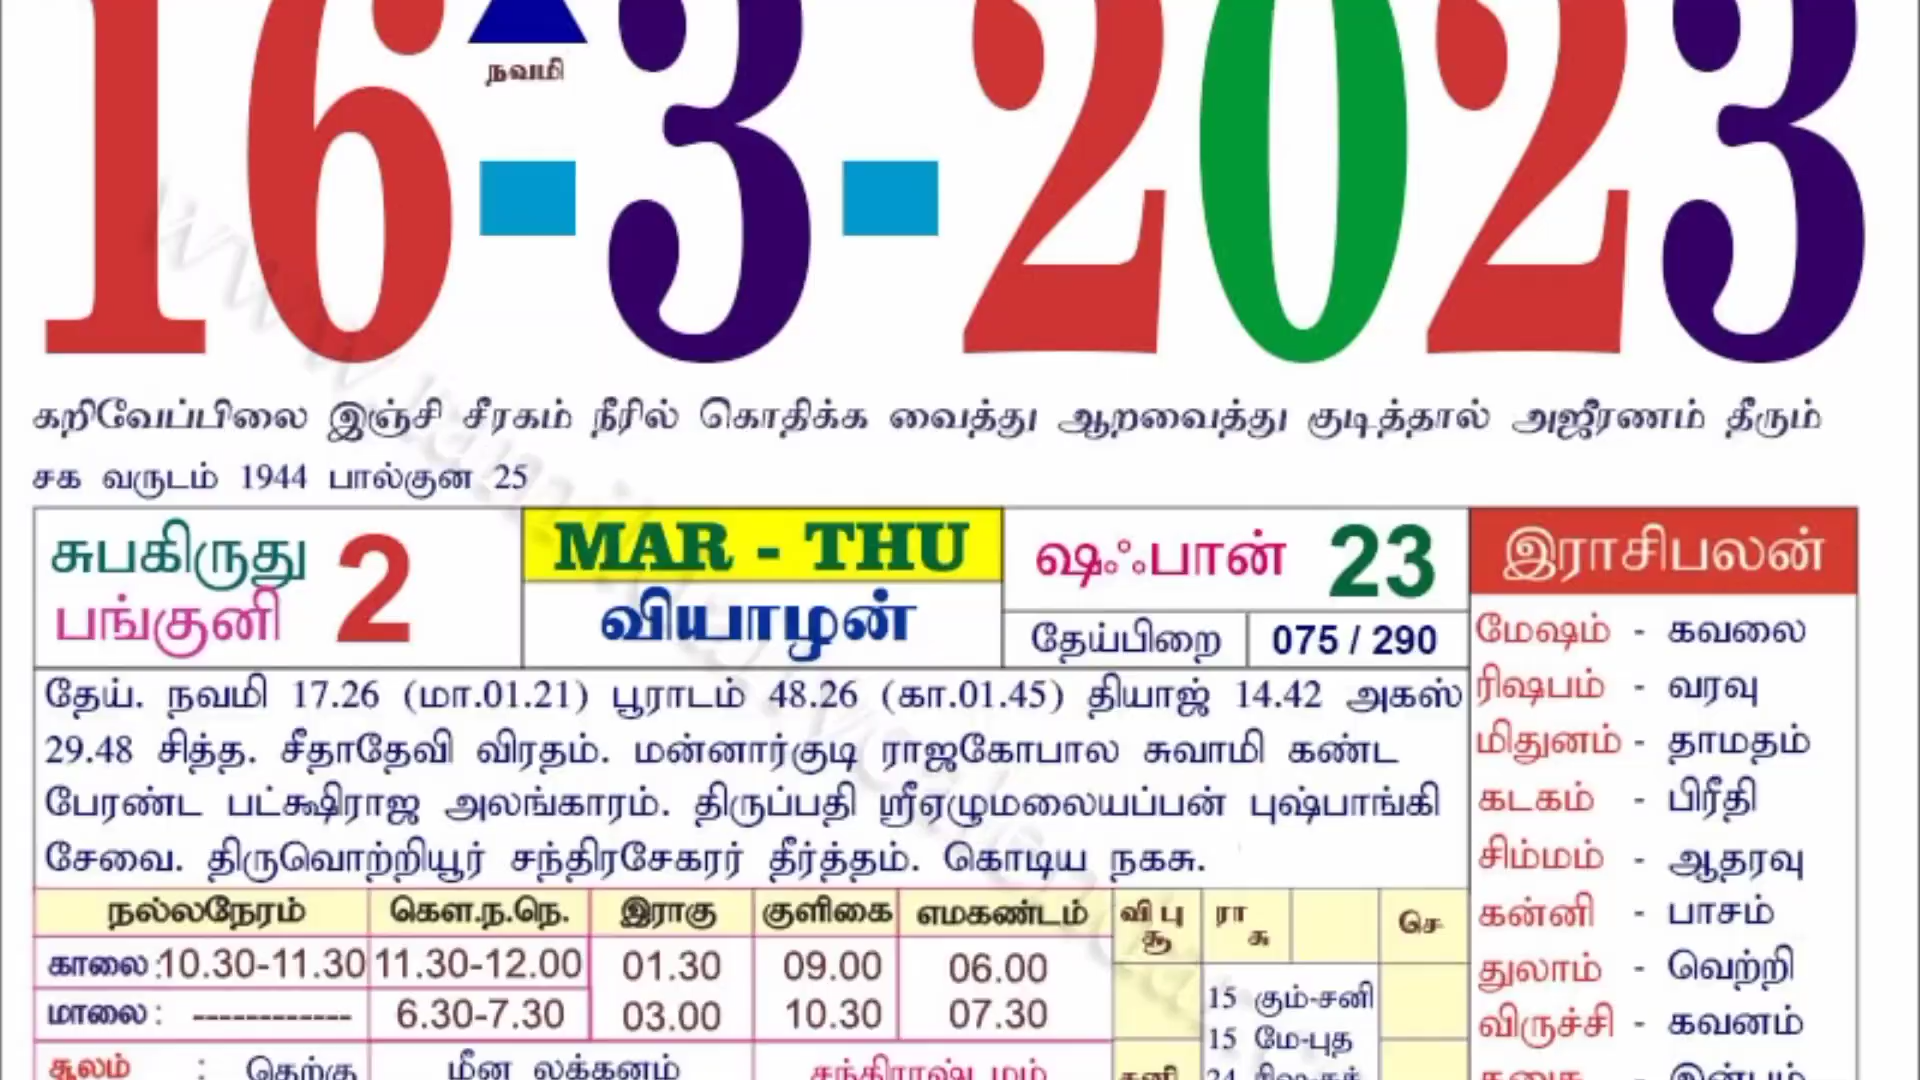 16-3-2023
நவமி
கறிவேப்பிலை இஞ்சி சீரகம் நீரில் கொதிக்க வைத்து ஆறவைத்து குடித்தால் அஜீரணம் தீரும்
சக வருடம் 1944 பால்குன 25
சுபகிருது
பங்குனி 2
MAR - THU
வியாழன்
ஷஃபான் 23
தேய்பிறை 075 / 290
தேய். நவமி 17.26 (மா.01.21) பூராடம் 48.26 (கா.01.45) தியாஜ் 14.42 அகஸ்
29.48 சித்த. சீதாதேவி விரதம். மன்னார்குடி ராஜகோபால சுவாமி கண்ட
பேரண்ட பட்க்ஷிராஜ அலங்காரம். திருப்பதி ஸ்ரீஏழுமலையப்பன் புஷ்பாங்கி
சேவை. திருவொற்றியூர் சந்திரசேகரர் தீர்த்தம். கொடிய நகசு.
இராசிபலன்
மேஷம் - கவலை
ரிஷபம் - வரவு
மிதுனம் - தாமதம்
கடகம் - பிரீதி
சிம்மம் - ஆதரவு
கன்னி - பாசம்
துலாம் - வெற்றி
விருச்சி - கவனம்
நல்லநேரம் கௌ.ந.நெ. இராகு குளிகை எமகண்டம்
காலை :10.30-11.30 11.30-12.00 01.30 09.00 06.00
மாலை : ------------ 6.30-7.30 03.00 10.30 07.30
சூலம் : தெற்கு மீன லக்கனம் சந்திராஷ்டமம்
வி பு
சூ
ரா
சு
செ
15 கும்-சனி
15 மே-புத